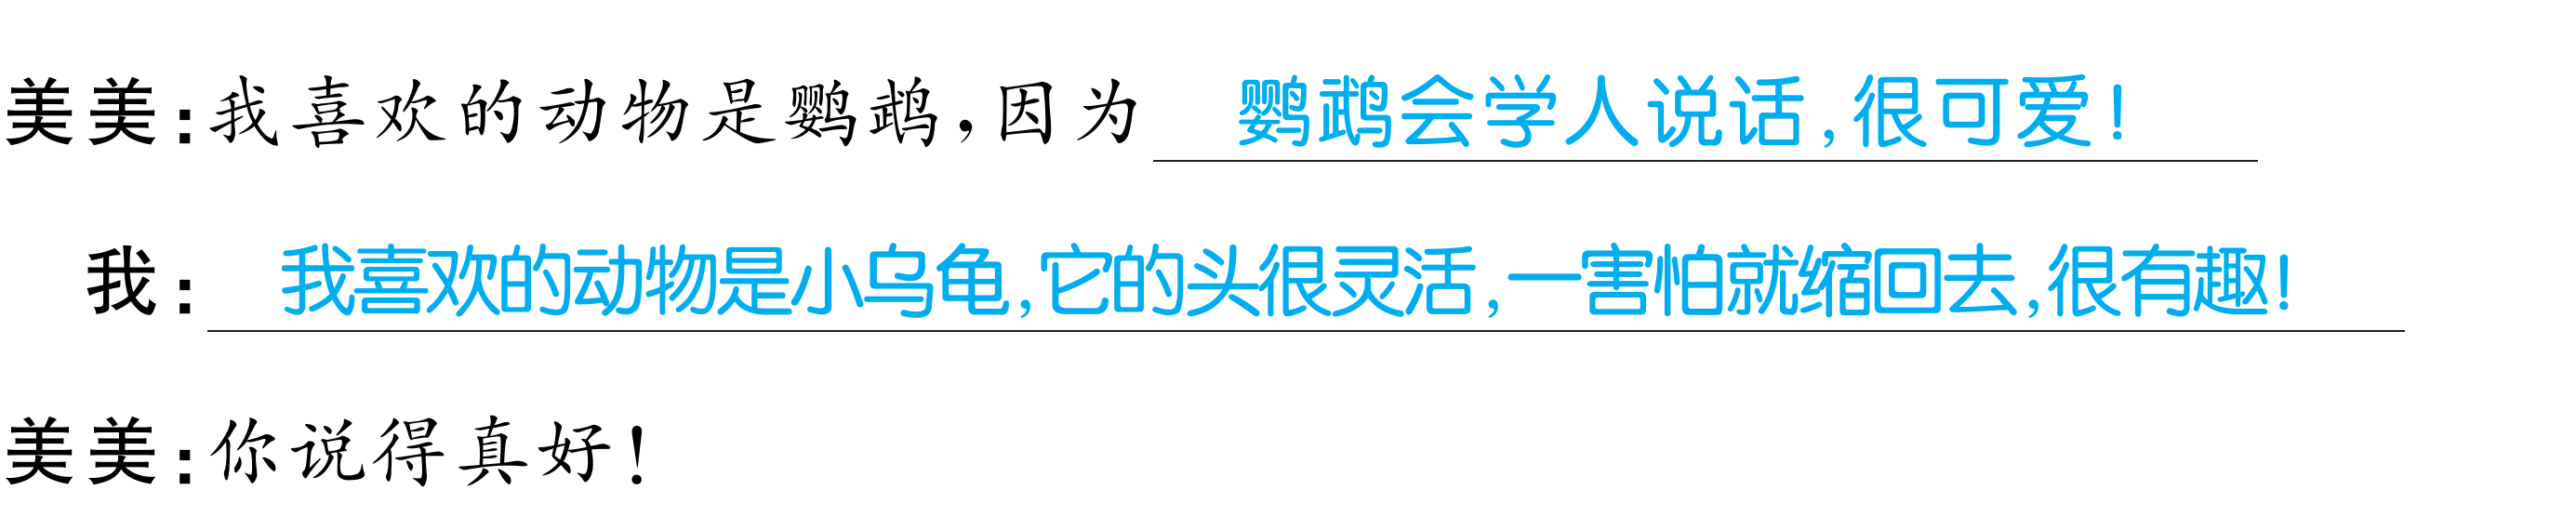 美美:我喜欢的动物是鹦鹉,因为 鹦鹉会学人说话,很可爱!
我: 我喜欢的动物是小乌龟,它的头很灵活,一害怕就缩回去,很有趣!
美美:你说得真好!